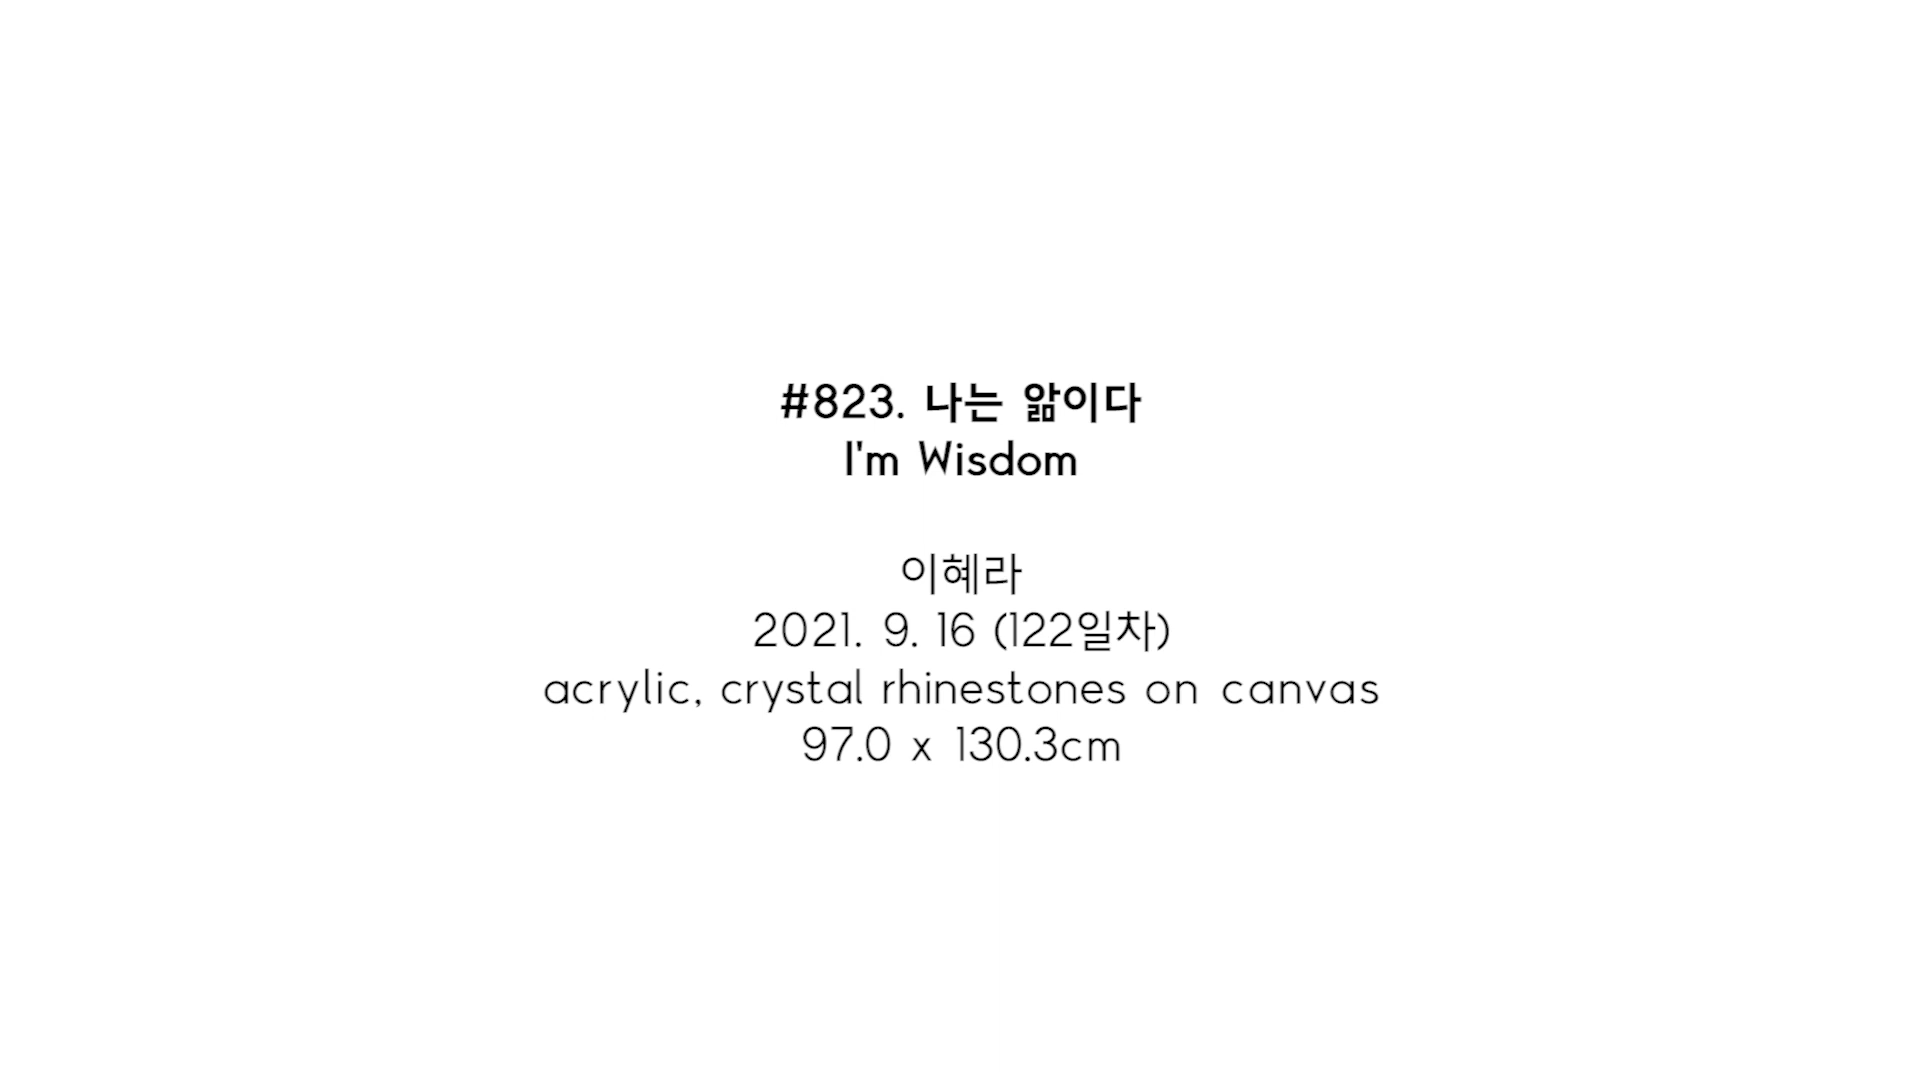 #823. 나는 앎이다
I'm Wisdom
이혜라
2021. 9. 16 (122일차)
acrylic, crystal rhinestones on canvas
97.0 x 130.3cm